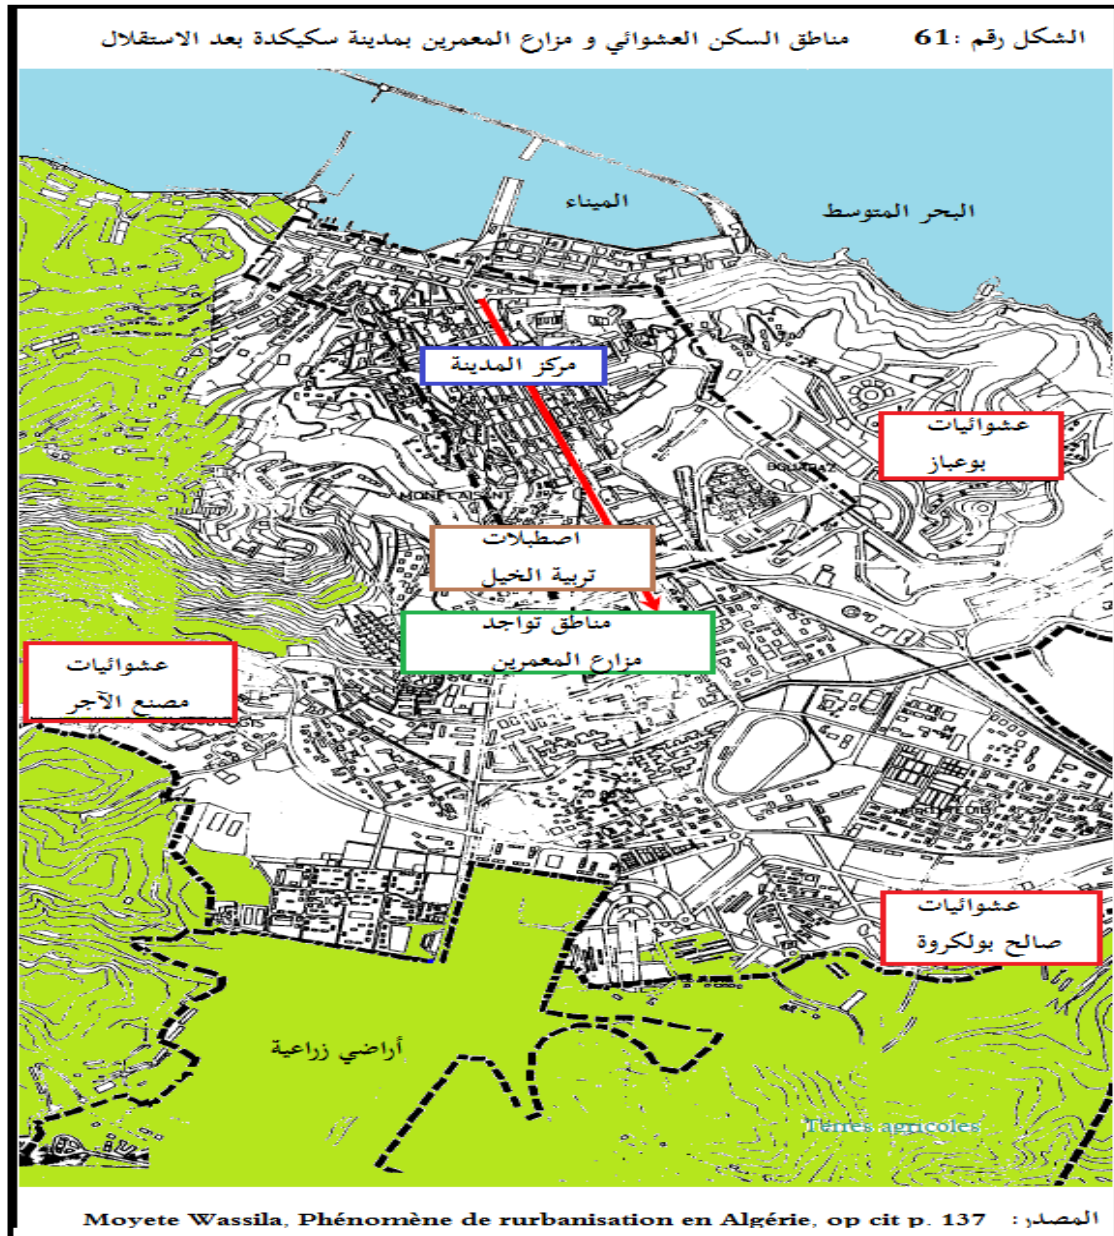 الشكل رقم :61 مناطق السكن العشوائي و مزارع المعمرين بمدينة سكيكدة بعد الاستقلال
الميناء
البحر المتوسط
مركز المدينة
عشوائيات
بوعباز
BOUABAZ
MONPLAISANT
اصطبلات
تربية الخيل
مناطق تواجد
مزارع المعمرين
عشوائيات
مصنع الآجر
عشوائيات
صالح بولكروة
أراضي زراعية
Terres agricoles
المصدر: Moyete Wassila, Phénomène de rurbanisation en Algérie, op cit p. 137